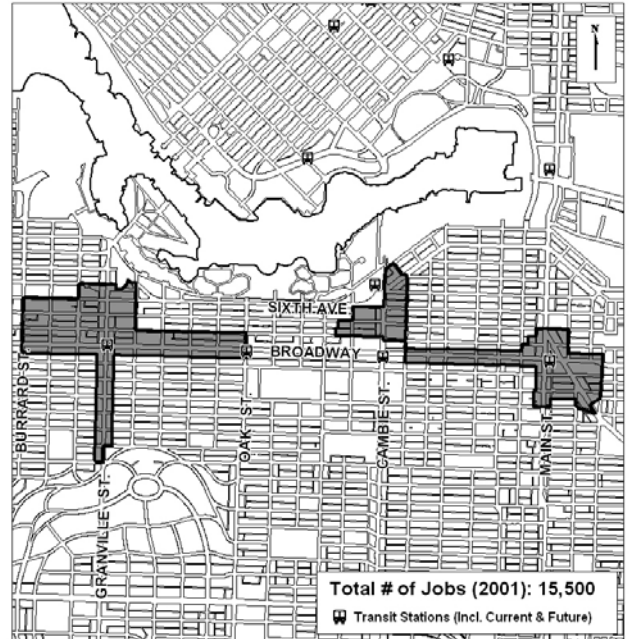 N
SIXTH AVE
BROADWAY
BURRARD ST.
GRANVILLE ST.
OAK ST.
CAMBIE ST.
MAIN ST.
Total # of Jobs (2001): 15,500
Transit Stations (Incl. Current & Future)